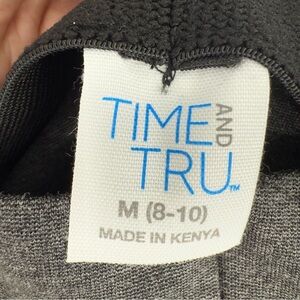 TIME AND
TRU™
M (8-10)
MADE IN KENYA